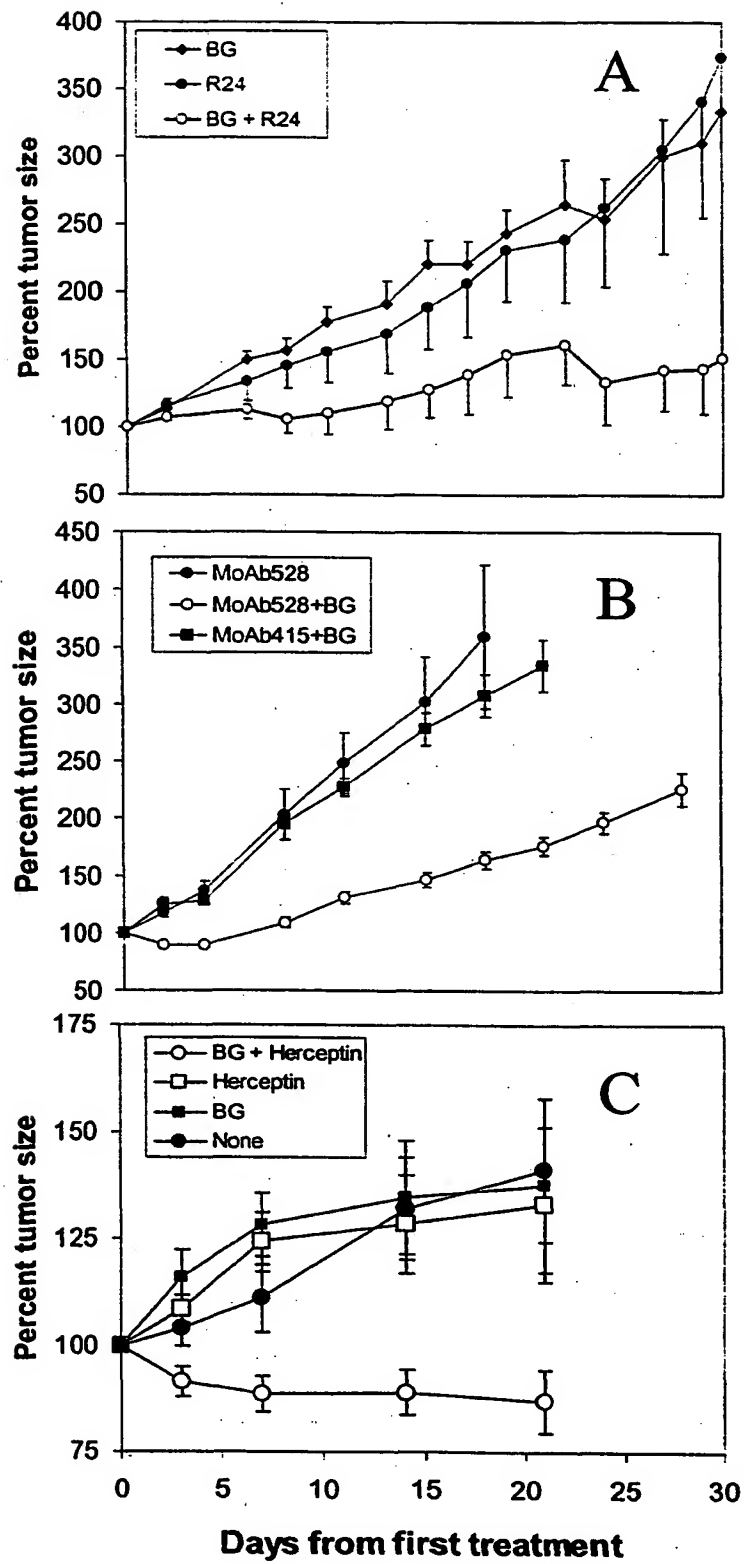 400
350
300
250
200
150
100
50
Percent tumor size
BG
R24
BG + R24
A
450
400
350
300
250
200
150
100
50
Percent tumor size
MoAb528
MoAb528+BG
MoAb415+BG
B
175
150
125
100
75
Percent tumor size
BG + Herceptin
Herceptin
BG
None
C
0 5 10 15 20 25 30
Days from first treatment